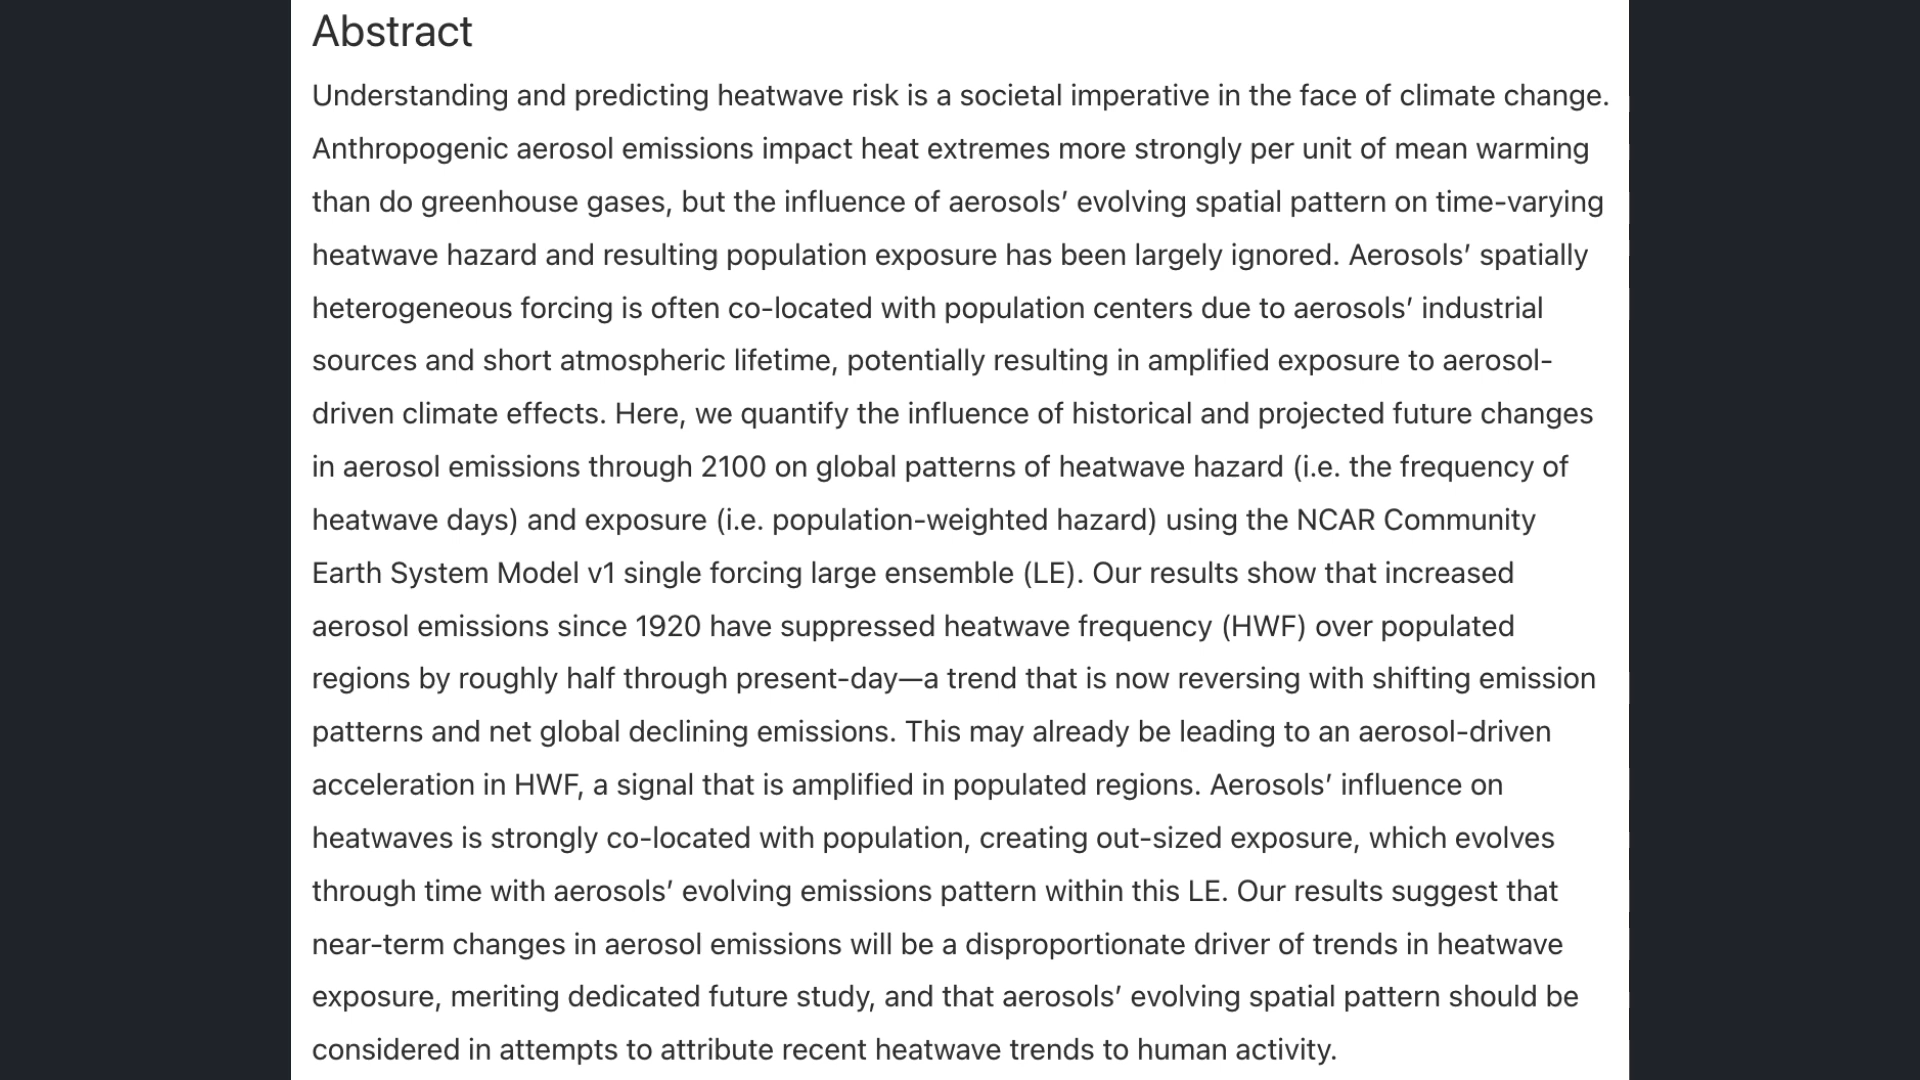 Abstract
Understanding and predicting heatwave risk is a societal imperative in the face of climate change.
Anthropogenic aerosol emissions impact heat extremes more strongly per unit of mean warming
than do greenhouse gases, but the influence of aerosols’ evolving spatial pattern on time-varying
heatwave hazard and resulting population exposure has been largely ignored. Aerosols’ spatially
heterogeneous forcing is often co-located with population centers due to aerosols’ industrial
sources and short atmospheric lifetime, potentially resulting in amplified exposure to aerosol-
driven climate effects. Here, we quantify the influence of historical and projected future changes
in aerosol emissions through 2100 on global patterns of heatwave hazard (i.e. the frequency of
heatwave days) and exposure (i.e. population-weighted hazard) using the NCAR Community
Earth System Model v1 single forcing large ensemble (LE). Our results show that increased
aerosol emissions since 1920 have suppressed heatwave frequency (HWF) over populated
regions by roughly half through present-day—a trend that is now reversing with shifting emission
patterns and net global declining emissions. This may already be leading to an aerosol-driven
acceleration in HWF, a signal that is amplified in populated regions. Aerosols’ influence on
heatwaves is strongly co-located with population, creating out-sized exposure, which evolves
through time with aerosols’ evolving emissions pattern within this LE. Our results suggest that
near-term changes in aerosol emissions will be a disproportionate driver of trends in heatwave
exposure, meriting dedicated future study, and that aerosols’ evolving spatial pattern should be
considered in attempts to attribute recent heatwave trends to human activity.